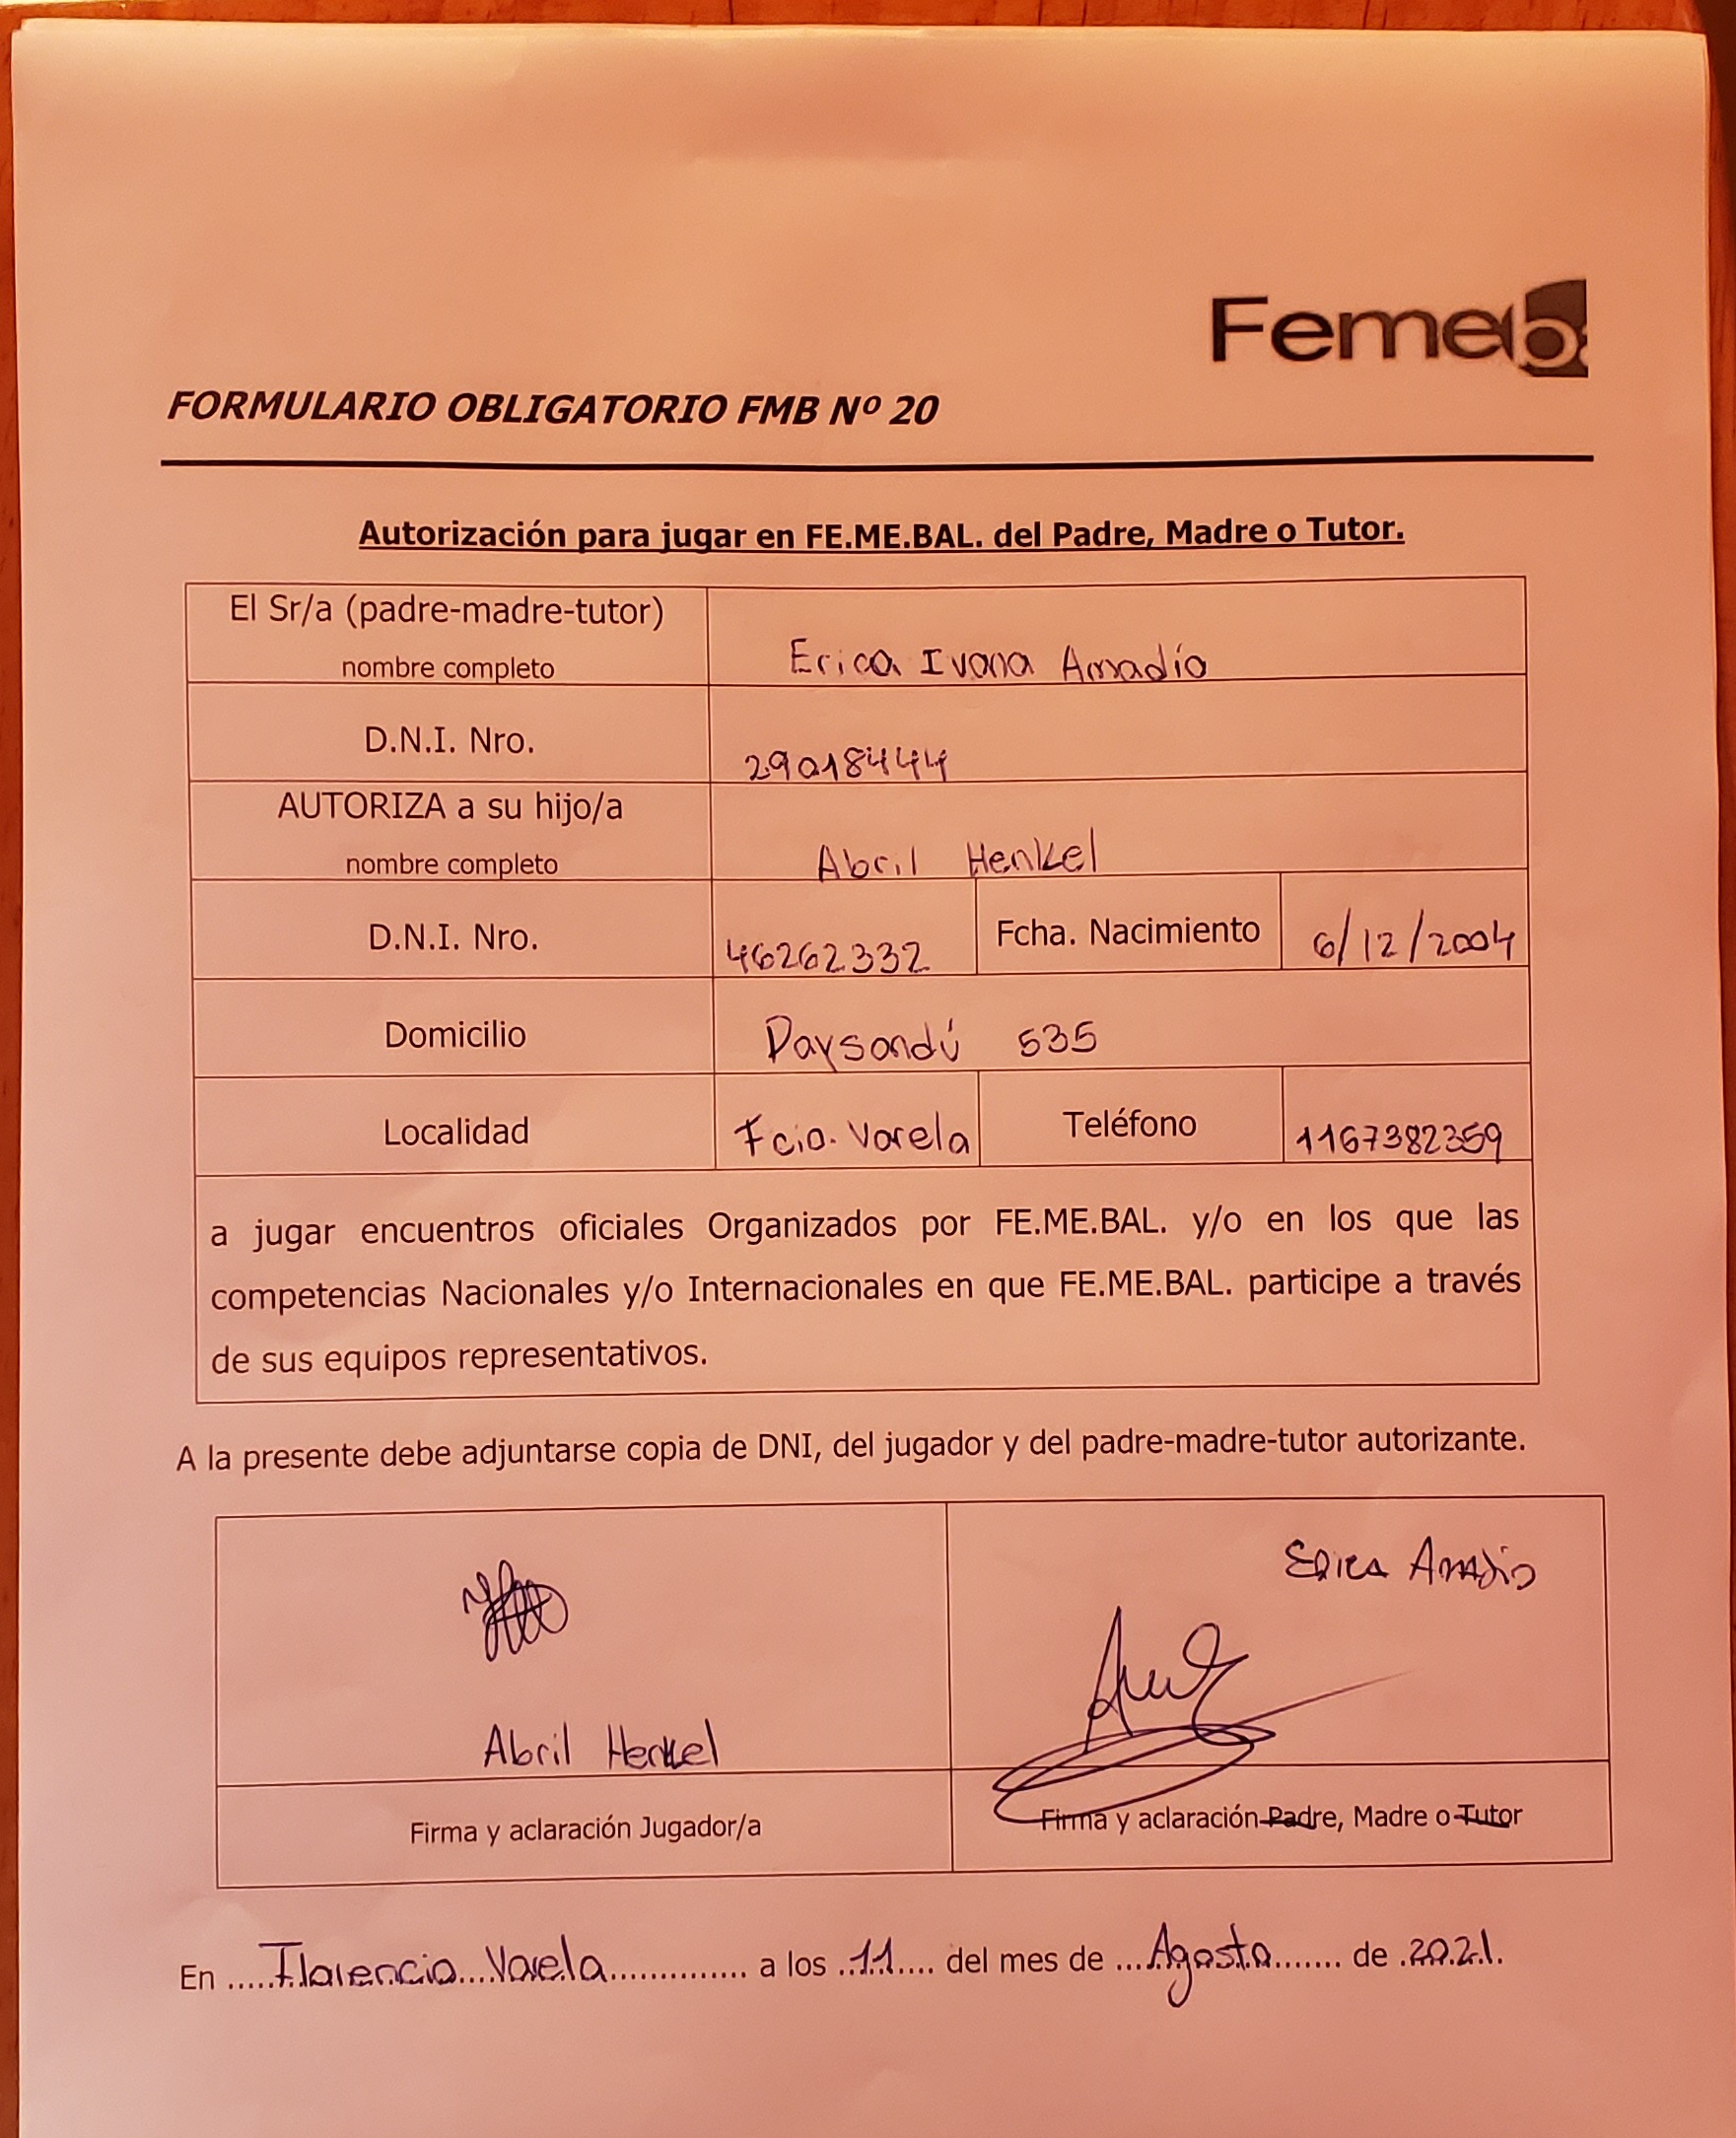 Femeba
FORMULARIO OBLIGATORIO FMB Nº 20
Autorización para jugar en FE.ME.BAL. del Padre, Madre o Tutor.
El Sr/a (padre-madre-tutor)
nombre completo
Erica Ivana Amadío
D.N.I. Nro.
29018444
AUTORIZA a su hijo/a
nombre completo
Abril Henkel
D.N.I. Nro.
46262332
Fcha. Nacimiento
6/12/2004
Domicilio
Paysandú 535
Localidad
Fcio. Varela
Teléfono
1167382359
a jugar encuentros oficiales Organizados por FE.ME.BAL. y/o en los que las
competencias Nacionales y/o Internacionales en que FE.ME.BAL. participe a través
de sus equipos representativos.
A la presente debe adjuntarse copia de DNI, del jugador y del padre-madre-tutor autorizante.
Erica Amadio
Abril Henkel
Firma y aclaración Jugador/a
Firma y aclaración Padre, Madre o Tutor
En .....Florencio....Varela.............. a los ..11.... del mes de ....Agosto....... de .2021.